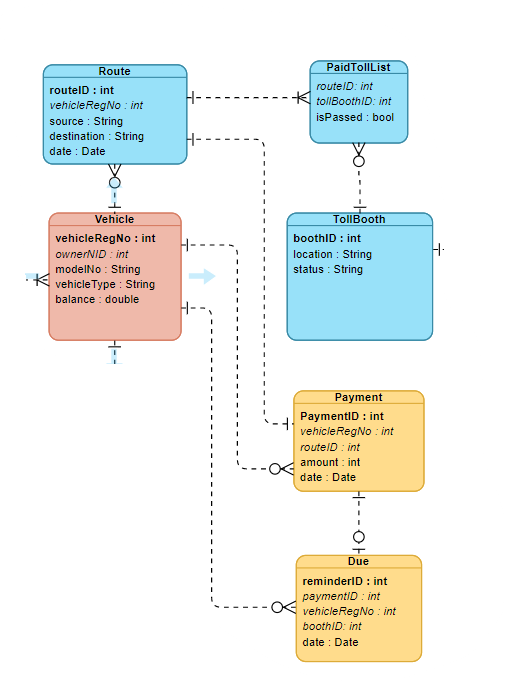 Route
routeID : int
vehicleRegNo : int
source : String
destination : String
date : Date
PaidTollList
routeID: int
tollBoothID: int
isPassed : bool
Vehicle
vehicleRegNo : int
ownerNID : int
modelNo : String
vehicleType : String
balance : double
TollBooth
boothID : int
location : String
status : String
Payment
PaymentID : int
vehicleRegNo : int
routeID : int
amount : int
date : Date
Due
reminderID : int
paymentID : int
vehicleRegNo : int
boothID: int
date : Date